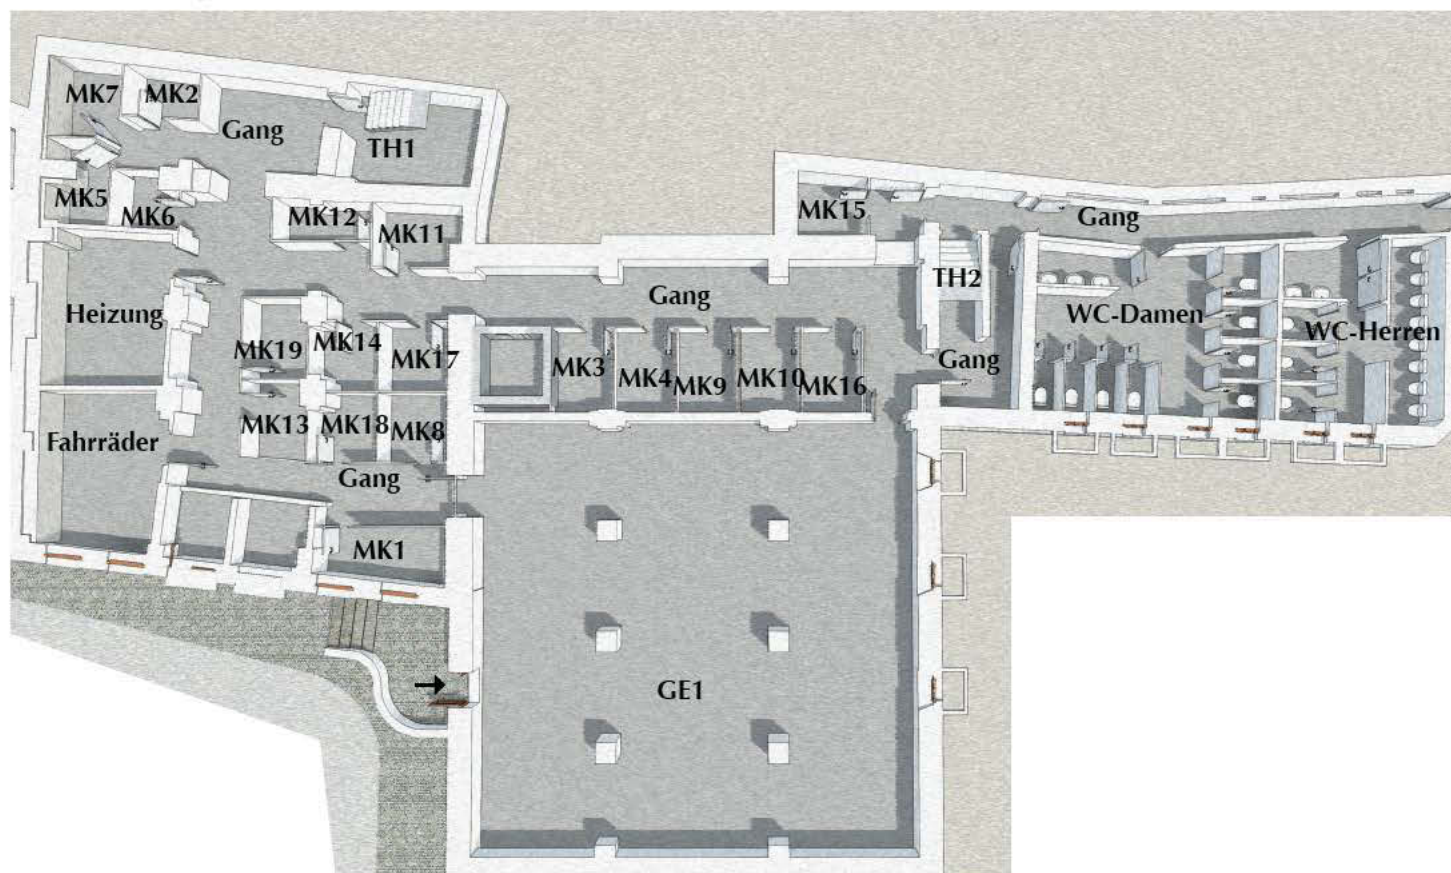 MK7
MK2
Gang
TH1
MK5
MK6
MK12
MK11
MK15
Gang
Heizung
Gang
TH2
WC-Damen
WC-Herren
MK19
MK14
MK17
MK3
MK4
MK9
MK10
MK16
Gang
Fahrräder
MK13
MK18
MK8
Gang
MK1
GE1